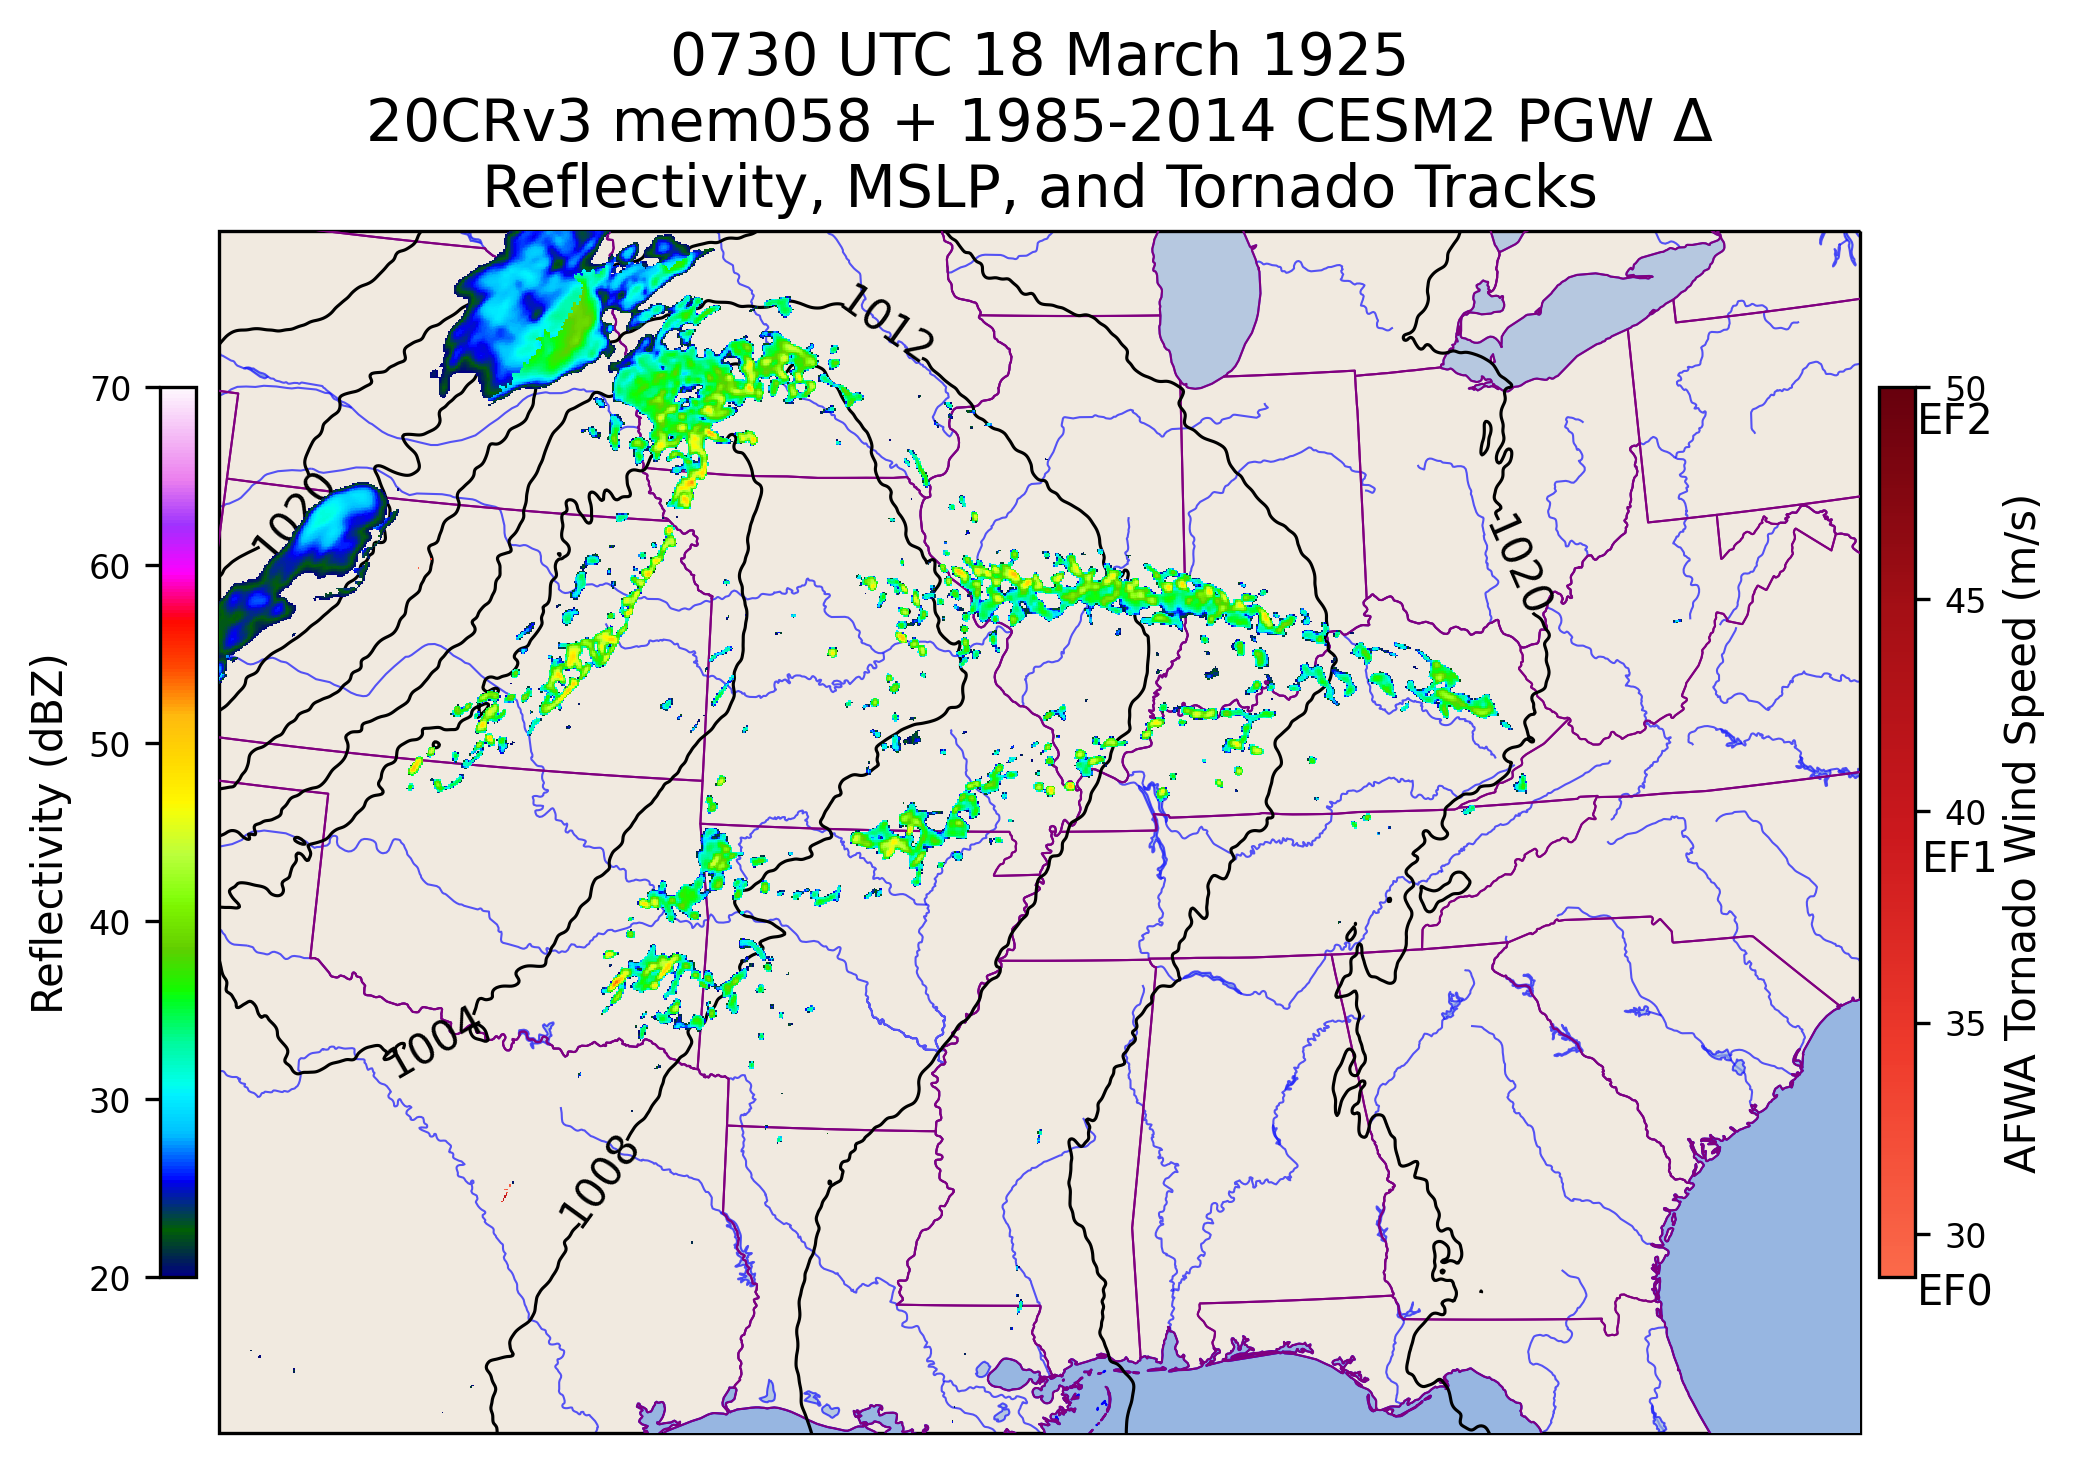 0730 UTC 18 March 1925
20CRv3 mem058 + 1985-2014 CESM2 PGW Δ
Reflectivity, MSLP, and Tornado Tracks
70
60
50
40
30
20
Reflectivity (dBZ)
1012
1020
1020
1004
1008
50
EF2
45
40
EF1
35
30
EF0
AFWA Tornado Wind Speed (m/s)